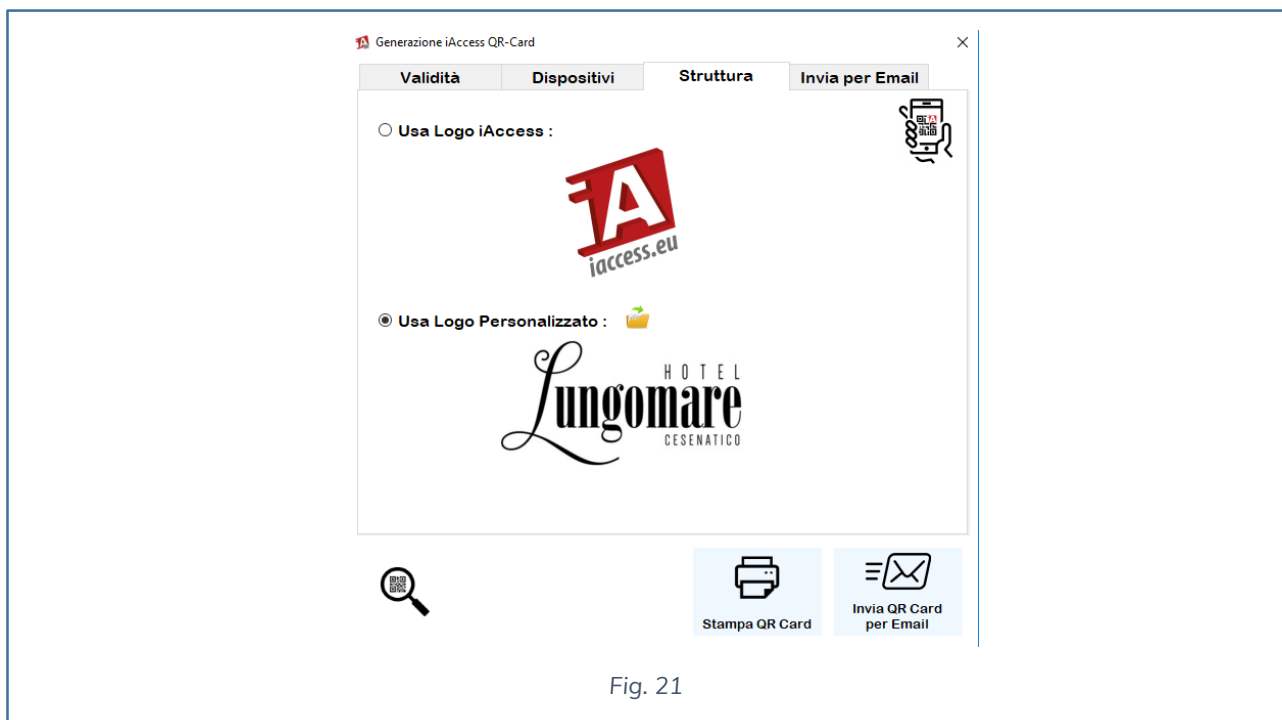 Generazione iAccess QR-Card
Validità Dispositivi Struttura Invia per Email
Usa Logo iAccess :
iA
iaccess.eu
Usa Logo Personalizzato :
HOTEL
Lungomare
CESENATICO
Stampa QR Card
Invia QR Card
per Email
Fig. 21